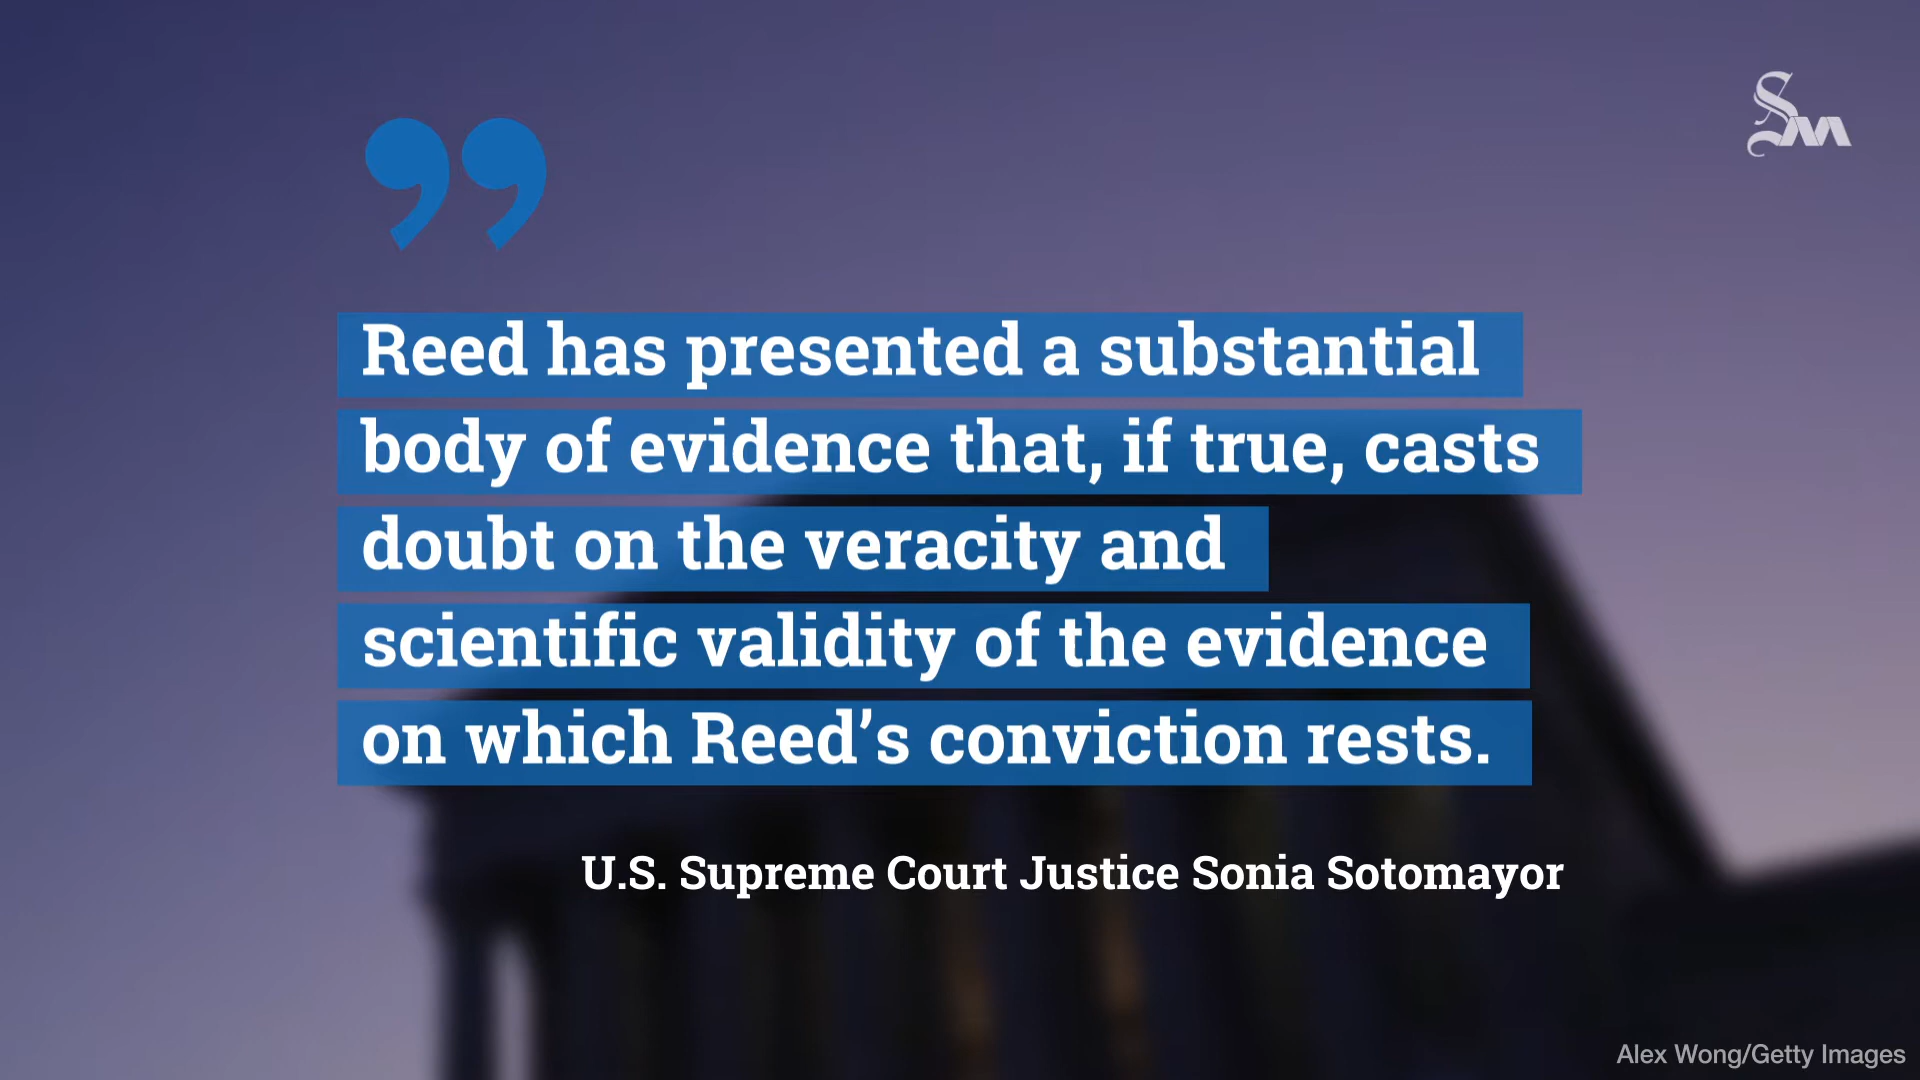 ”
Reed has presented a substantial
body of evidence that, if true, casts
doubt on the veracity and
scientific validity of the evidence
on which Reed’s conviction rests.
U.S. Supreme Court Justice Sonia Sotomayor
Sm
Alex Wong/Getty Images